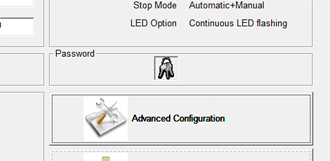 Stop Mode Automatic+Manual
LED Option Continuous LED flashing
Password
Advanced Configuration